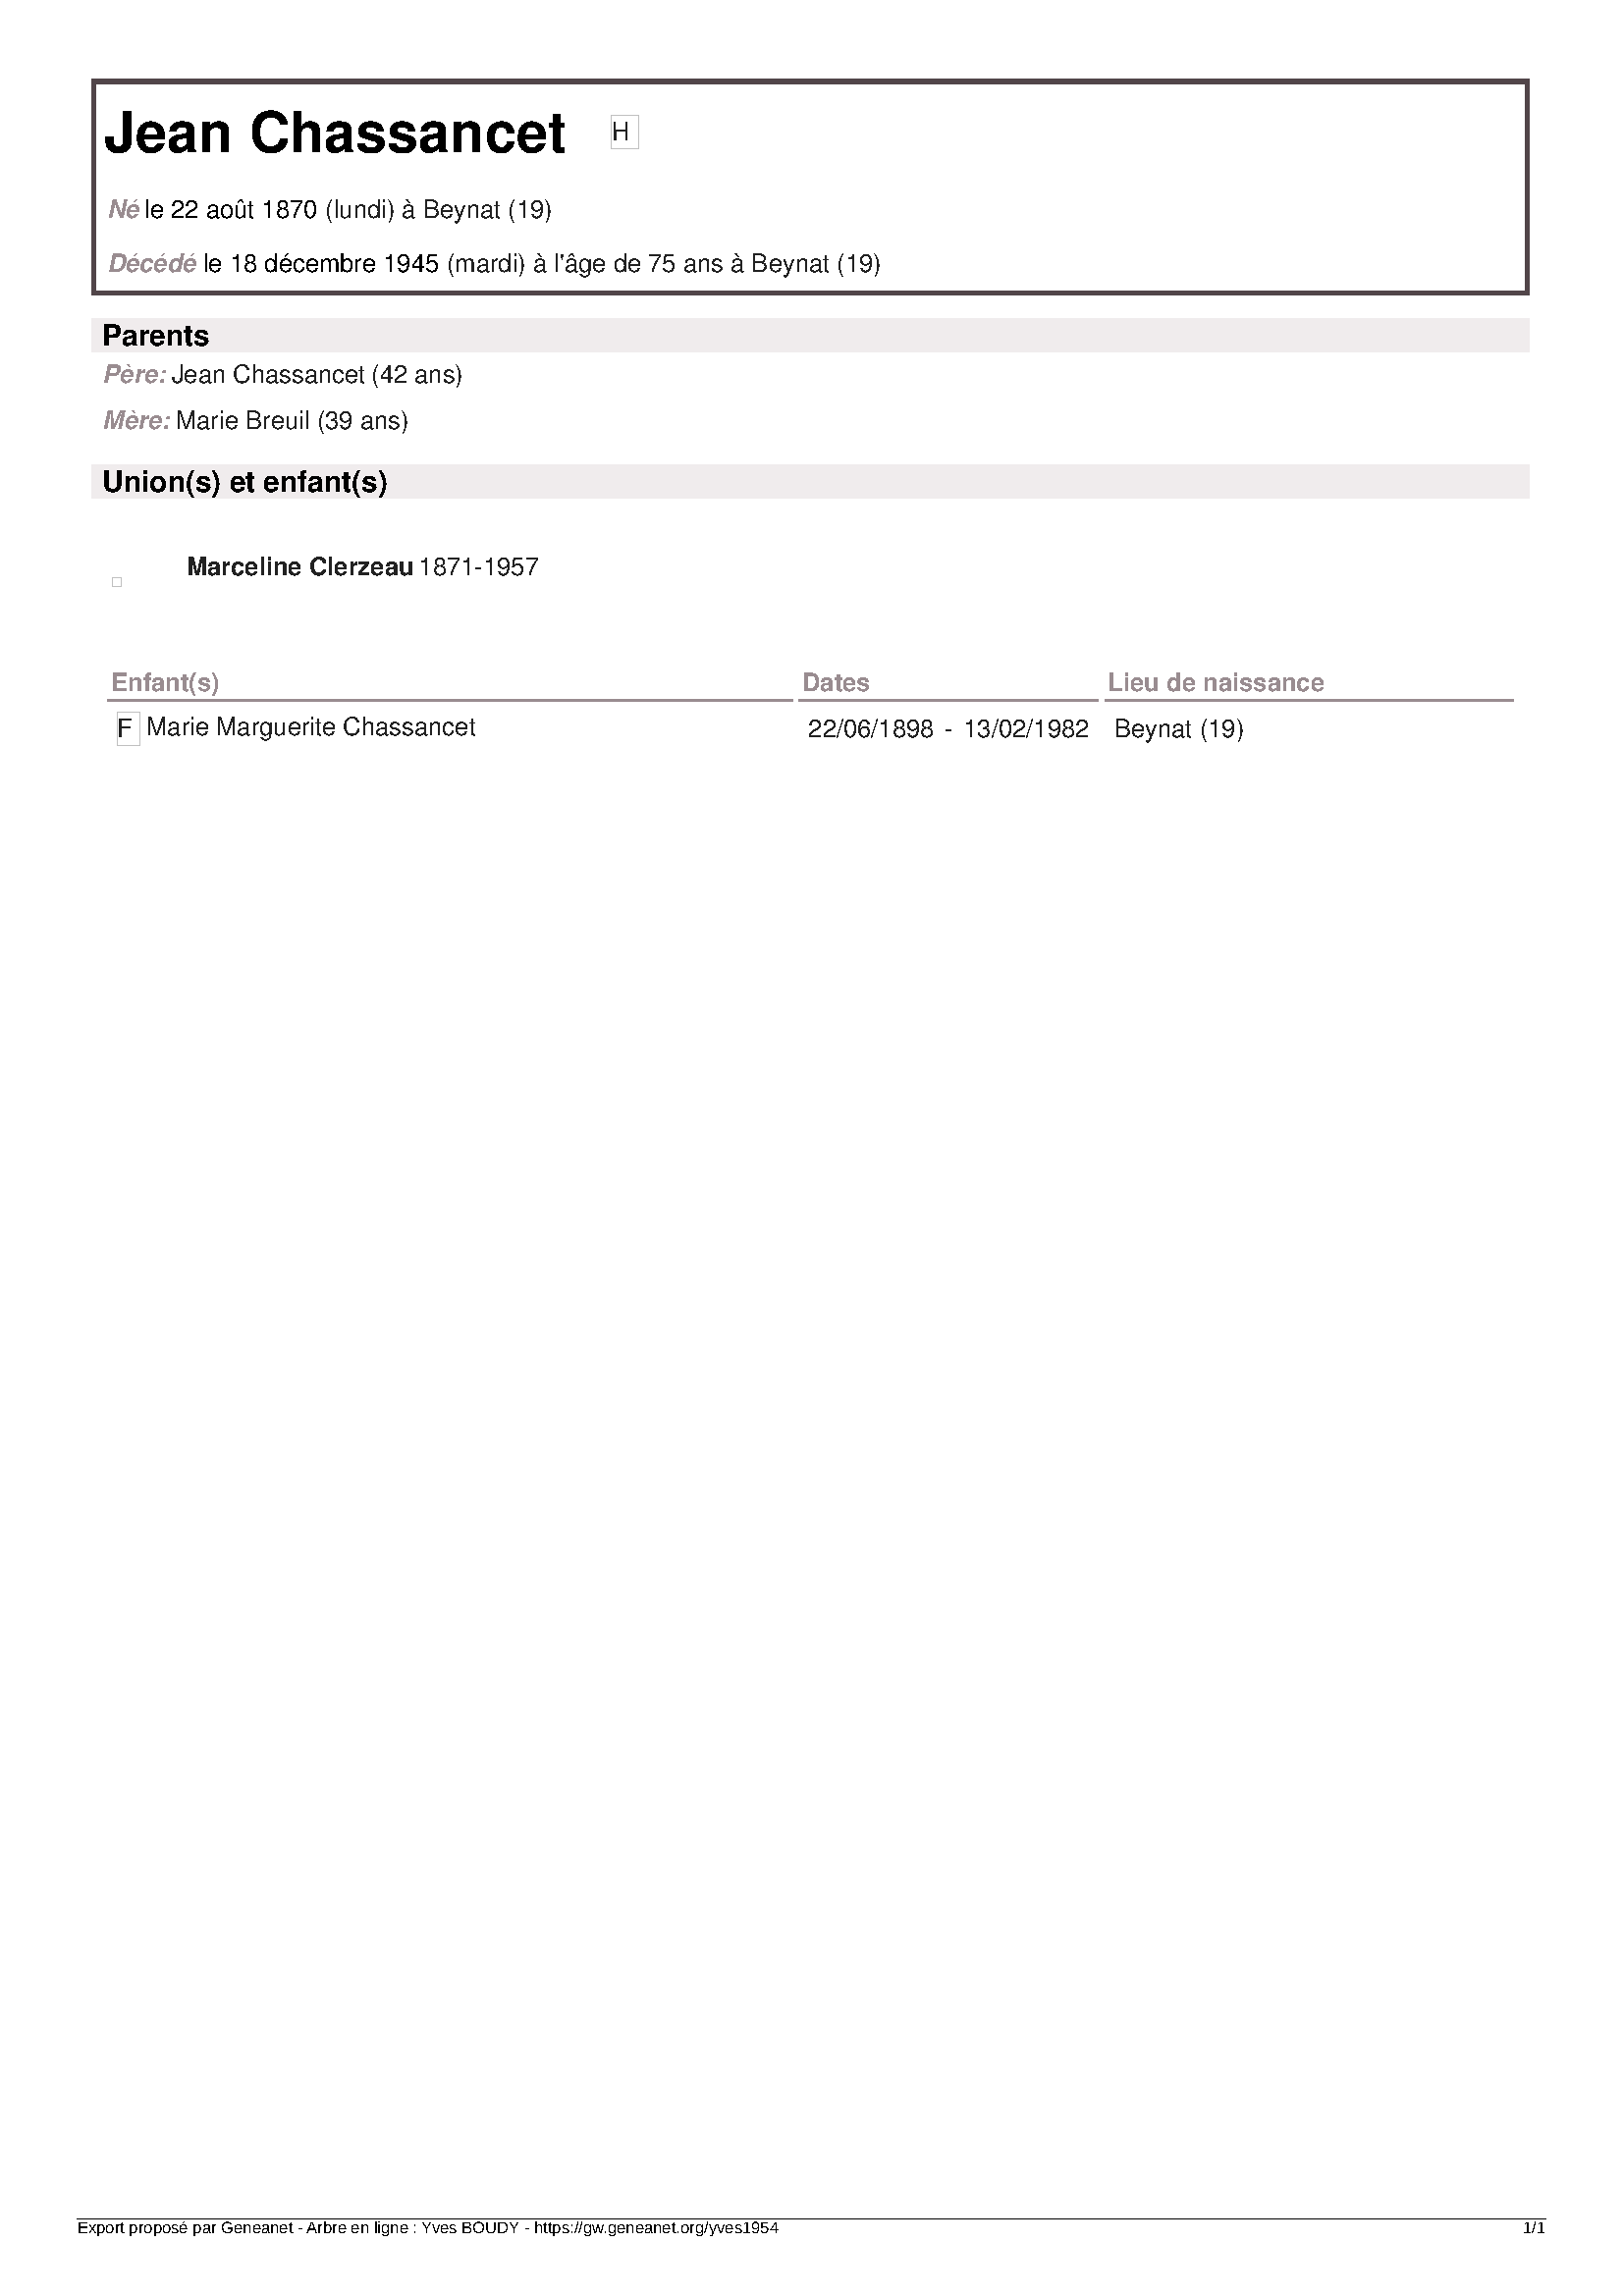 Jean Chassancet H
Né le 22 août 1870 (lundi) à Beynat (19)
Décédé le 18 décembre 1945 (mardi) à l'âge de 75 ans à Beynat (19)
Parents
Père: Jean Chassancet (42 ans)
Mère: Marie Breuil (39 ans)
Union(s) et enfant(s)
Marceline Clerzeau 1871-1957
Enfant(s) Dates Lieu de naissance
F Marie Marguerite Chassancet 22/06/1898 - 13/02/1982 Beynat (19)
Export proposé par Geneanet - Arbre en ligne : Yves BOUDY - https://gw.geneanet.org/yves1954 1/1